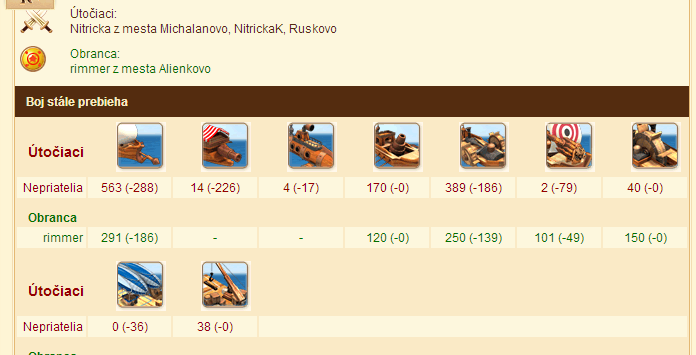 Útočiaci:
Nitricka z mesta Michalanovo, NitrickaK, Ruskovo
Obranca:
rimmer z mesta Alienkovo
Boj stále prebieha
Útočiaci
Nepriatelia 563 (-288) 14 (-226) 4 (-17) 170 (-0) 389 (-186) 2 (-79) 40 (-0)
Obranca
rimmer 291 (-186) - - 120 (-0) 250 (-139) 101 (-49) 150 (-0)
Útočiaci
Nepriatelia 0 (-36) 38 (-0)
Obranca